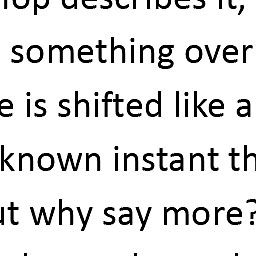 describes it,
something over
e is shifted like a
known instant th
ut why say more?